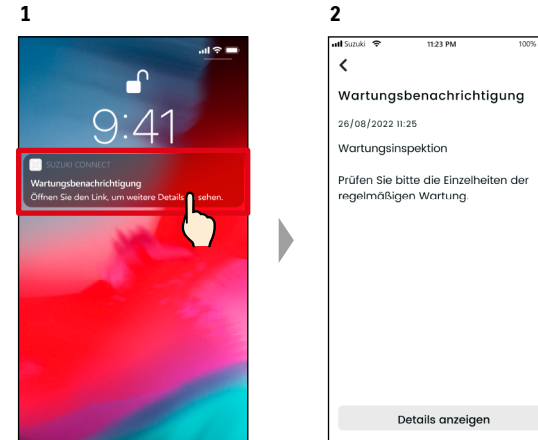 1
2
9:41
SUZUKI CONNECT
Wartungsbenachrichtigung
Öffnen Sie den Link, um weitere Details sehen.
Suzuki 11:23 PM 100%
Wartungsbenachrichtigung
26/08/2022 11:25
Wartungsinspektion
Prüfen Sie bitte die Einzelheiten der
regelmäßigen Wartung.
Details anzeigen